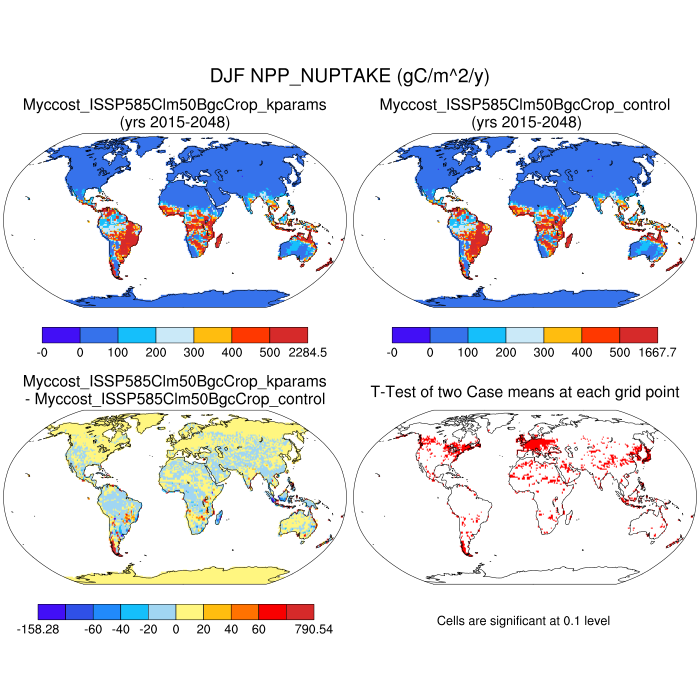 DJF NPP_NUPTAKE (gC/m^2/y)
Myccost_ISSP585Clm50BgcCrop_kparams
(yrs 2015-2048)
Myccost_ISSP585Clm50BgcCrop_control
(yrs 2015-2048)
-0 0 100 200 300 400 500 2284.5
-0 0 100 200 300 400 500 1667.7
Myccost_ISSP585Clm50BgcCrop_kparams
- Myccost_ISSP585Clm50BgcCrop_control
T-Test of two Case means at each grid point
-158.28 -60 -40 -20 0 20 40 60 790.54
Cells are significant at 0.1 level